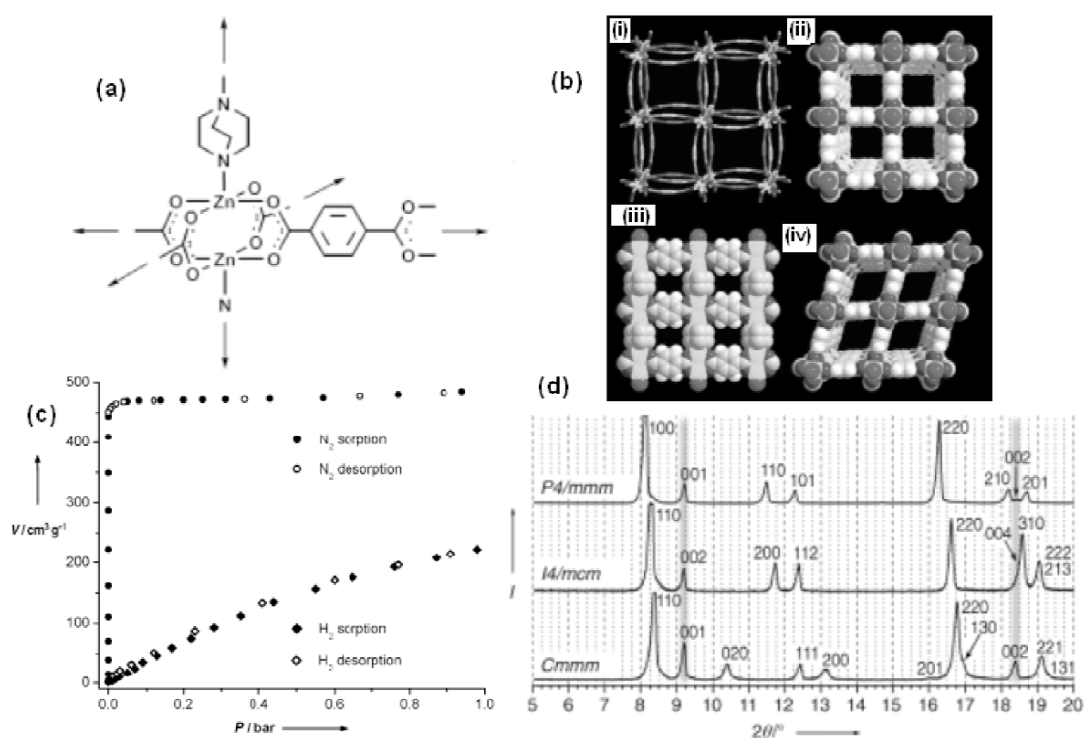 (a)
N
N
Zn
O
O
O
O
O
O
O
O
O
O
Zn
N
(b)
(i)
(ii)
(iii)
(iv)
(c)
500
400
300
200
100
0
V/cm³ g⁻¹
N₂ sorption
N₂ desorption
H₂ sorption
H₂ desorption
0.0 0.2 0.4 0.6 0.8 1.0
P / bar
(d)
100
001
110
101
220
210
002
201
P4/mmm
110
002
200
112
220
004
310
222
213
I4/mcm
110
001
020
111
200
201
220
130
002
221
131
Cmmm
I
5 6 7 8 9 10 11 12 13 14 15 16 17 18 19 20
2θ/°